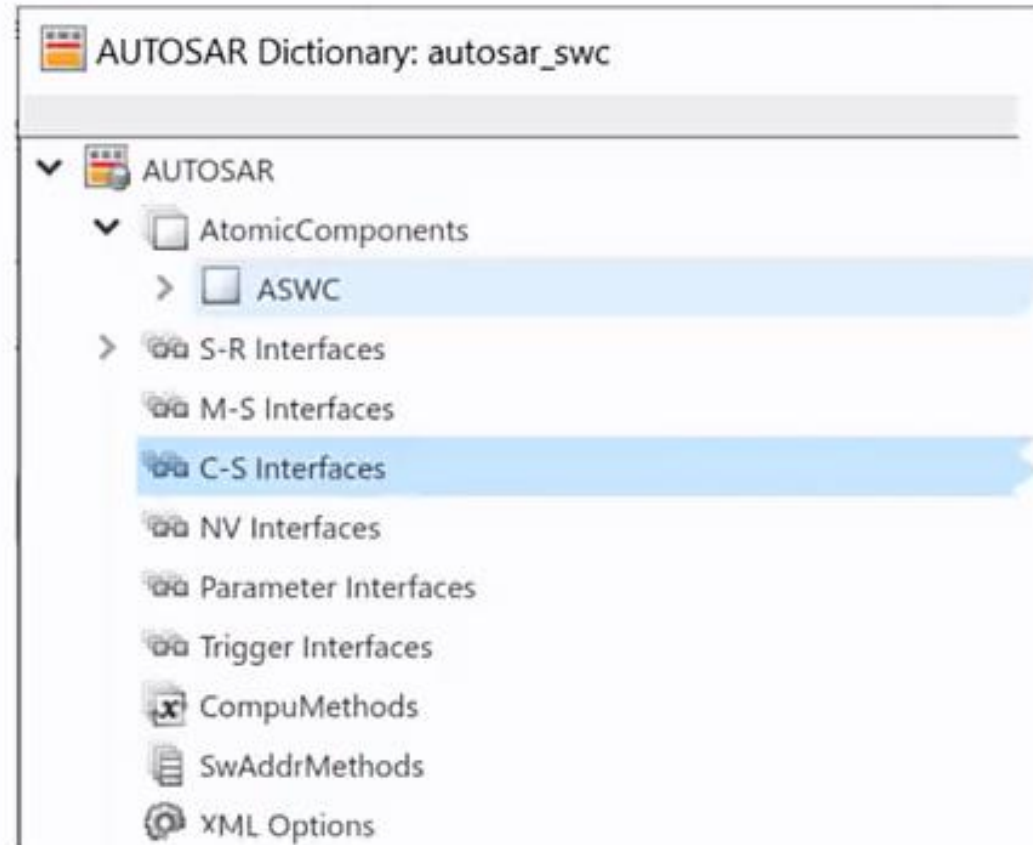 AUTOSAR Dictionary: autosar_swc
AUTOSAR
AtomicComponents
ASWC
S-R Interfaces
M-S Interfaces
C-S Interfaces
NV Interfaces
Parameter Interfaces
Trigger Interfaces
CompuMethods
SwAddrMethods
XML Options